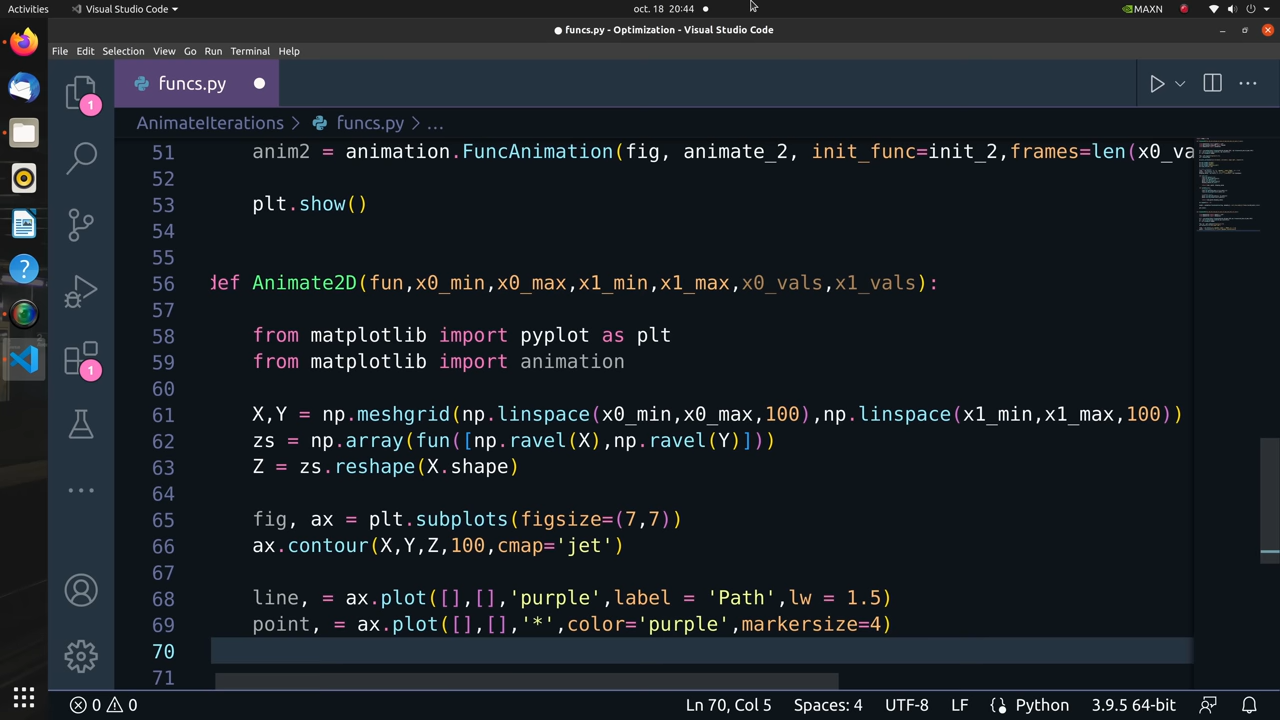 Activities Visual Studio Code oct. 18 20:44 MAXN
funcs.py - Optimization - Visual Studio Code
File Edit Selection View Go Run Terminal Help
funcs.py
AnimateIterations > funcs.py > ...
51 anim2 = animation.FuncAnimation(fig, animate_2, init_func=init_2,frames=len(x0_va
52
53 plt.show()
54
55
56 def Animate2D(fun,x0_min,x0_max,x1_min,x1_max,x0_vals,x1_vals):
57
58 from matplotlib import pyplot as plt
59 from matplotlib import animation
60
61 X,Y = np.meshgrid(np.linspace(x0_min,x0_max,100),np.linspace(x1_min,x1_max,100))
62 zs = np.array(fun([np.ravel(X),np.ravel(Y)]))
63 Z = zs.reshape(X.shape)
64
65 fig, ax = plt.subplots(figsize=(7,7))
66 ax.contour(X,Y,Z,100,cmap='jet')
67
68 line, = ax.plot([],[],'purple',label = 'Path',lw = 1.5)
69 point, = ax.plot([],[],'*',color='purple',markersize=4)
70
71
1
1
0 0 Ln 70, Col 5 Spaces: 4 UTF-8 LF Python 3.9.5 64-bit